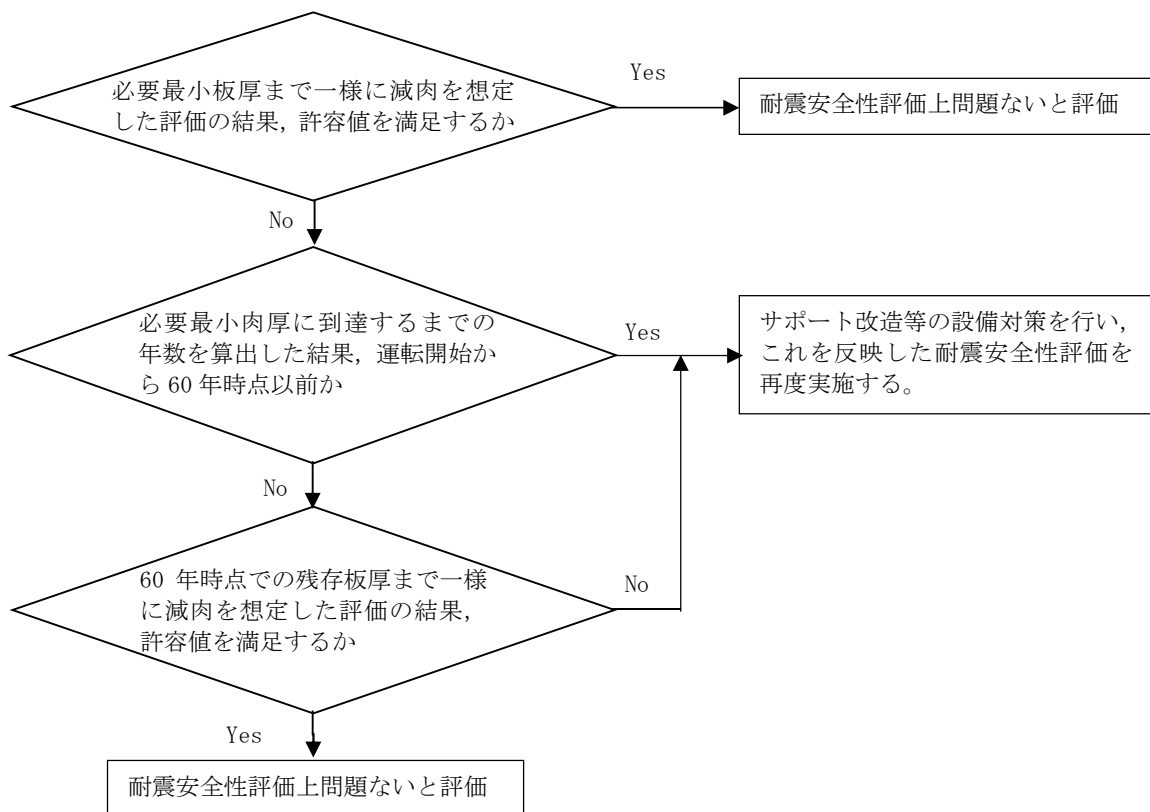 必要最小板厚まで一様に減肉を想定
した評価の結果，許容値を満足するか
Yes
耐震安全性評価上問題ないと評価
No
必要最小肉厚に到達するまでの
年数を算出した結果，運転開始か
ら 60 年時点以前か
Yes
サポート改造等の設備対策を行い，
これを反映した耐震安全性評価を
再度実施する。
No
60 年時点での残存板厚まで一様
に減肉を想定した評価の結果，
許容値を満足するか
No
Yes
耐震安全性評価上問題ないと評価